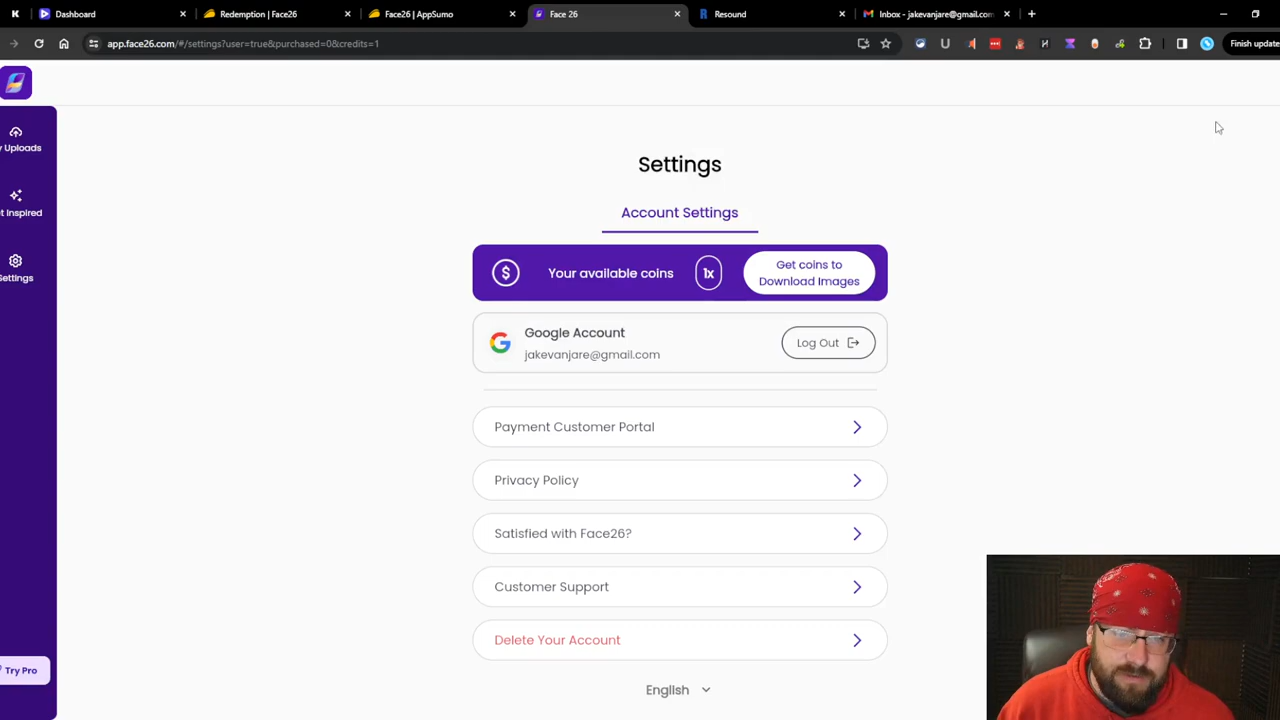 Dashboard
Redemption | Face26
Face26 | AppSumo
Face 26
Resound
Inbox - jakevanjare@gmail.com
app.face26.com/#/settings?user=true&purchased=0&credits=1
Finish update
y Uploads
t Inspired
Settings
Try Pro
Settings
Account Settings
Your available coins
1x
Get coins to
Download Images
Google Account
jakevanjare@gmail.com
Log Out
Payment Customer Portal
Privacy Policy
Satisfied with Face26?
Customer Support
Delete Your Account
English